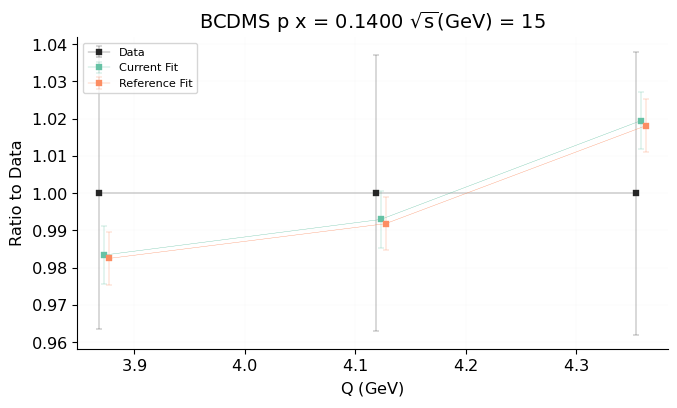 BCDMS p x = 0.1400 √s(GeV) = 15
Data
Current Fit
Reference Fit
Ratio to Data
1.04
1.03
1.02
1.01
1.00
0.99
0.98
0.97
0.96
3.9 4.0 4.1 4.2 4.3
Q (GeV)